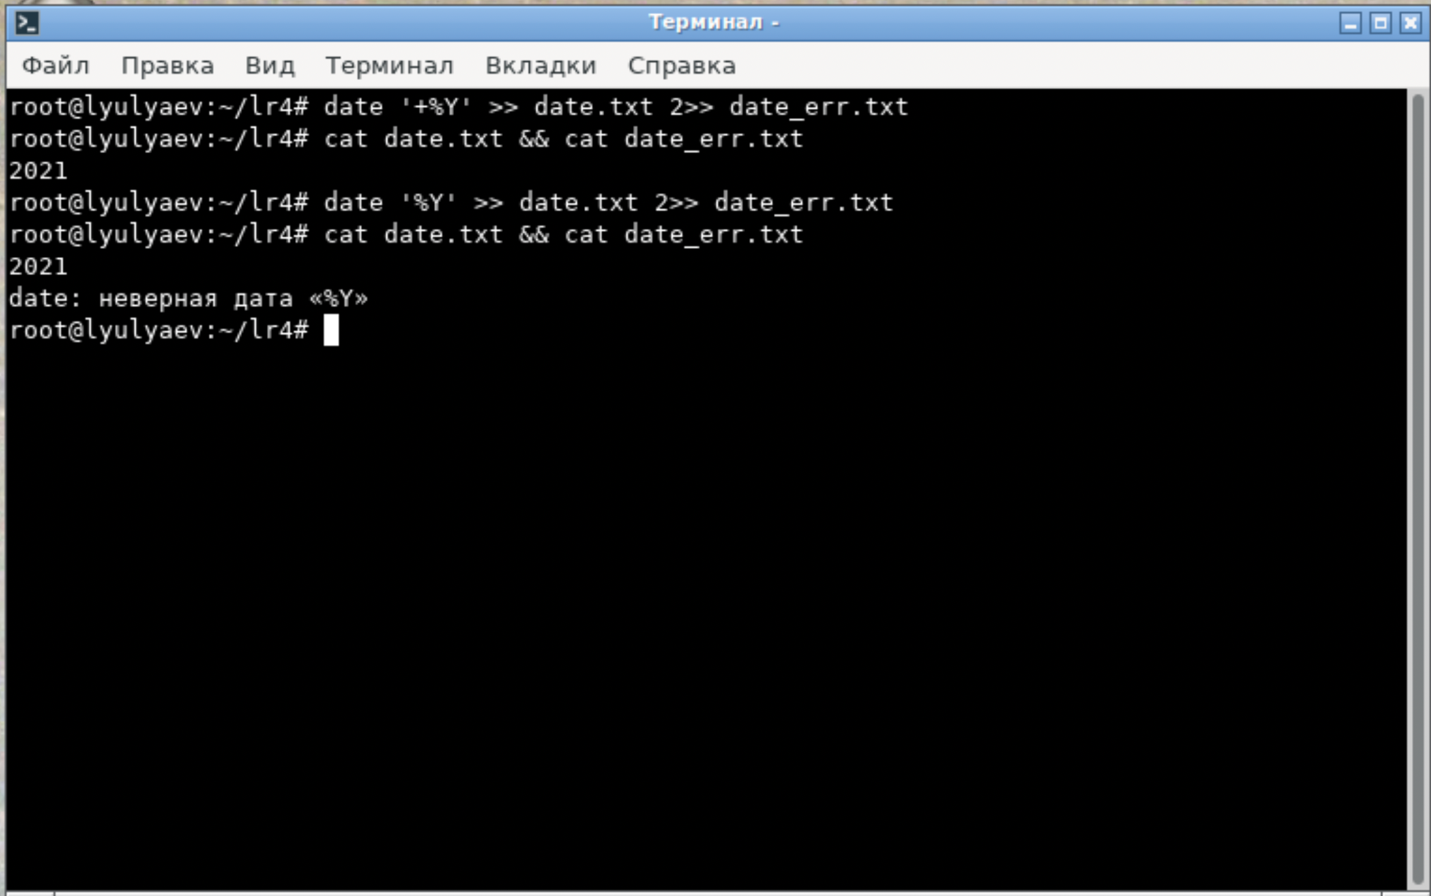 Терминал -
Файл Правка Вид Терминал Вкладки Справка
root@lyulyaev:~/lr4# date '+%Y' >> date.txt 2>> date_err.txt
root@lyulyaev:~/lr4# cat date.txt && cat date_err.txt
2021
root@lyulyaev:~/lr4# date '%Y' >> date.txt 2>> date_err.txt
root@lyulyaev:~/lr4# cat date.txt && cat date_err.txt
2021
date: неверная дата «%Y»
root@lyulyaev:~/lr4#